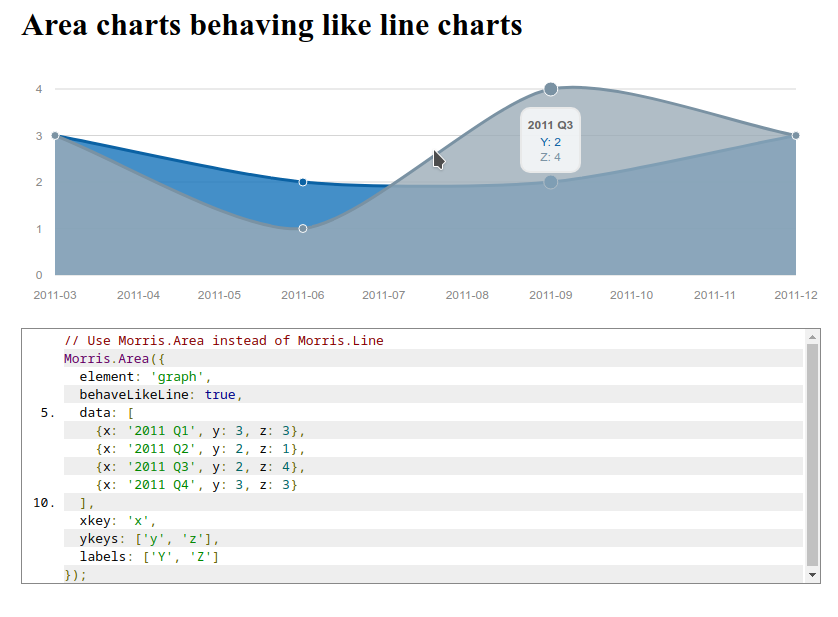 Area charts behaving like line charts
4
3
2
1
0
2011 Q3
Y: 2
Z: 4
2011-03 2011-04 2011-05 2011-06 2011-07 2011-08 2011-09 2011-10 2011-11 2011-12
// Use Morris.Area instead of Morris.Line
Morris.Area({
  element: 'graph',
  behaveLikeLine: true,
5.  data: [
    {x: '2011 Q1', y: 3, z: 3},
    {x: '2011 Q2', y: 2, z: 1},
    {x: '2011 Q3', y: 2, z: 4},
    {x: '2011 Q4', y: 3, z: 3}
10.  ],
  xkey: 'x',
  ykeys: ['y', 'z'],
  labels: ['Y', 'Z']
});